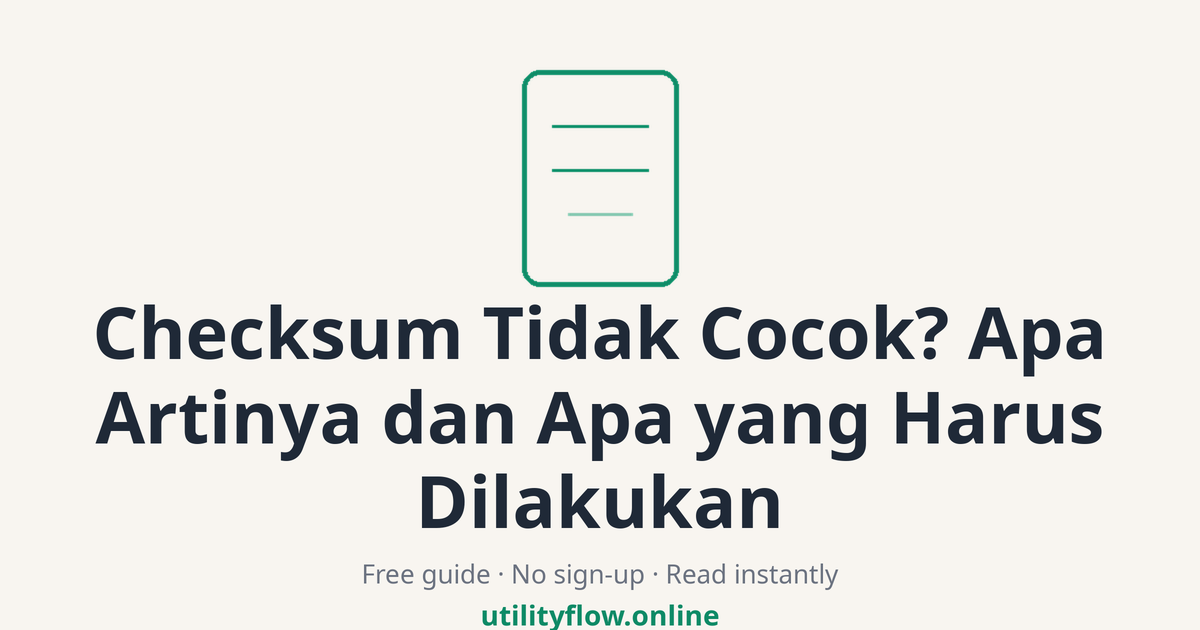 Checksum Tidak Cocok? Apa
Artinya dan Apa yang Harus
Dilakukan
Free guide · No sign-up · Read instantly
utilityflow.online